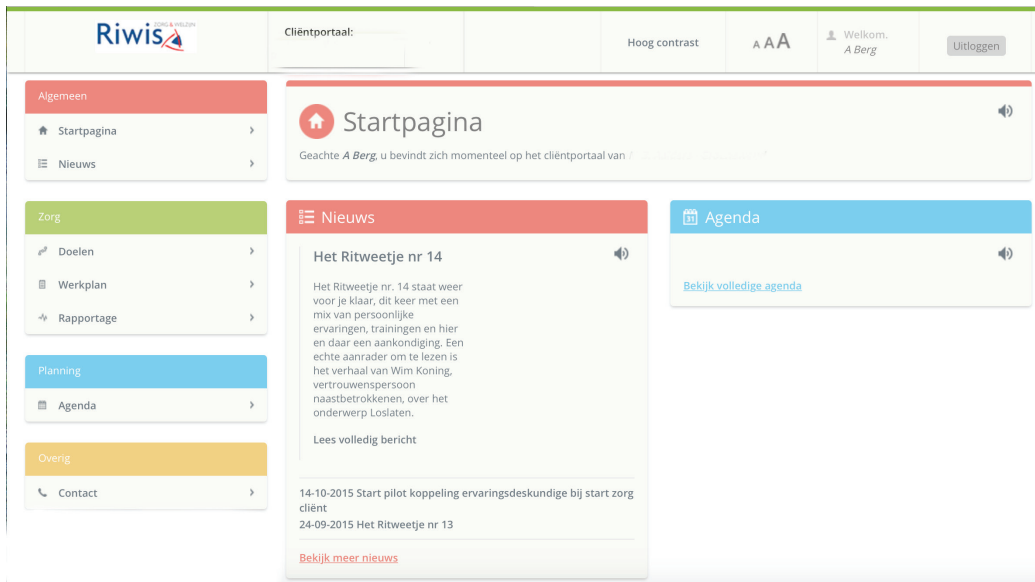 Riwis
ZORG & WELZIJN
Cliëntportaal:
Hoog contrast
A A A
Welkom,
A Berg
Uitloggen
Algemeen
Startpagina
Nieuws
Zorg
Doelen
Werkplan
Rapportage
Planning
Agenda
Overig
Contact
Startpagina
Geachte A Berg, u bevindt zich momenteel op het cliëntportaal van
Nieuws
Het Ritweetje nr 14
Het Ritweetje nr. 14 staat weer
voor je klaar, dit keer met een
mix van persoonlijke
ervaringen, trainingen en hier
en daar een aankondiging. Een
echte aanrader om te lezen is
het verhaal van Wim Koning,
vertrouwenspersoon
naastbetrokkenen, over het
onderwerp Loslaten.
Lees volledig bericht
14-10-2015 Start pilot koppeling ervaringsdeskundige bij start zorg
cliënt
24-09-2015 Het Ritweetje nr 13
Bekijk meer nieuws
31 Agenda
Bekijk volledige agenda